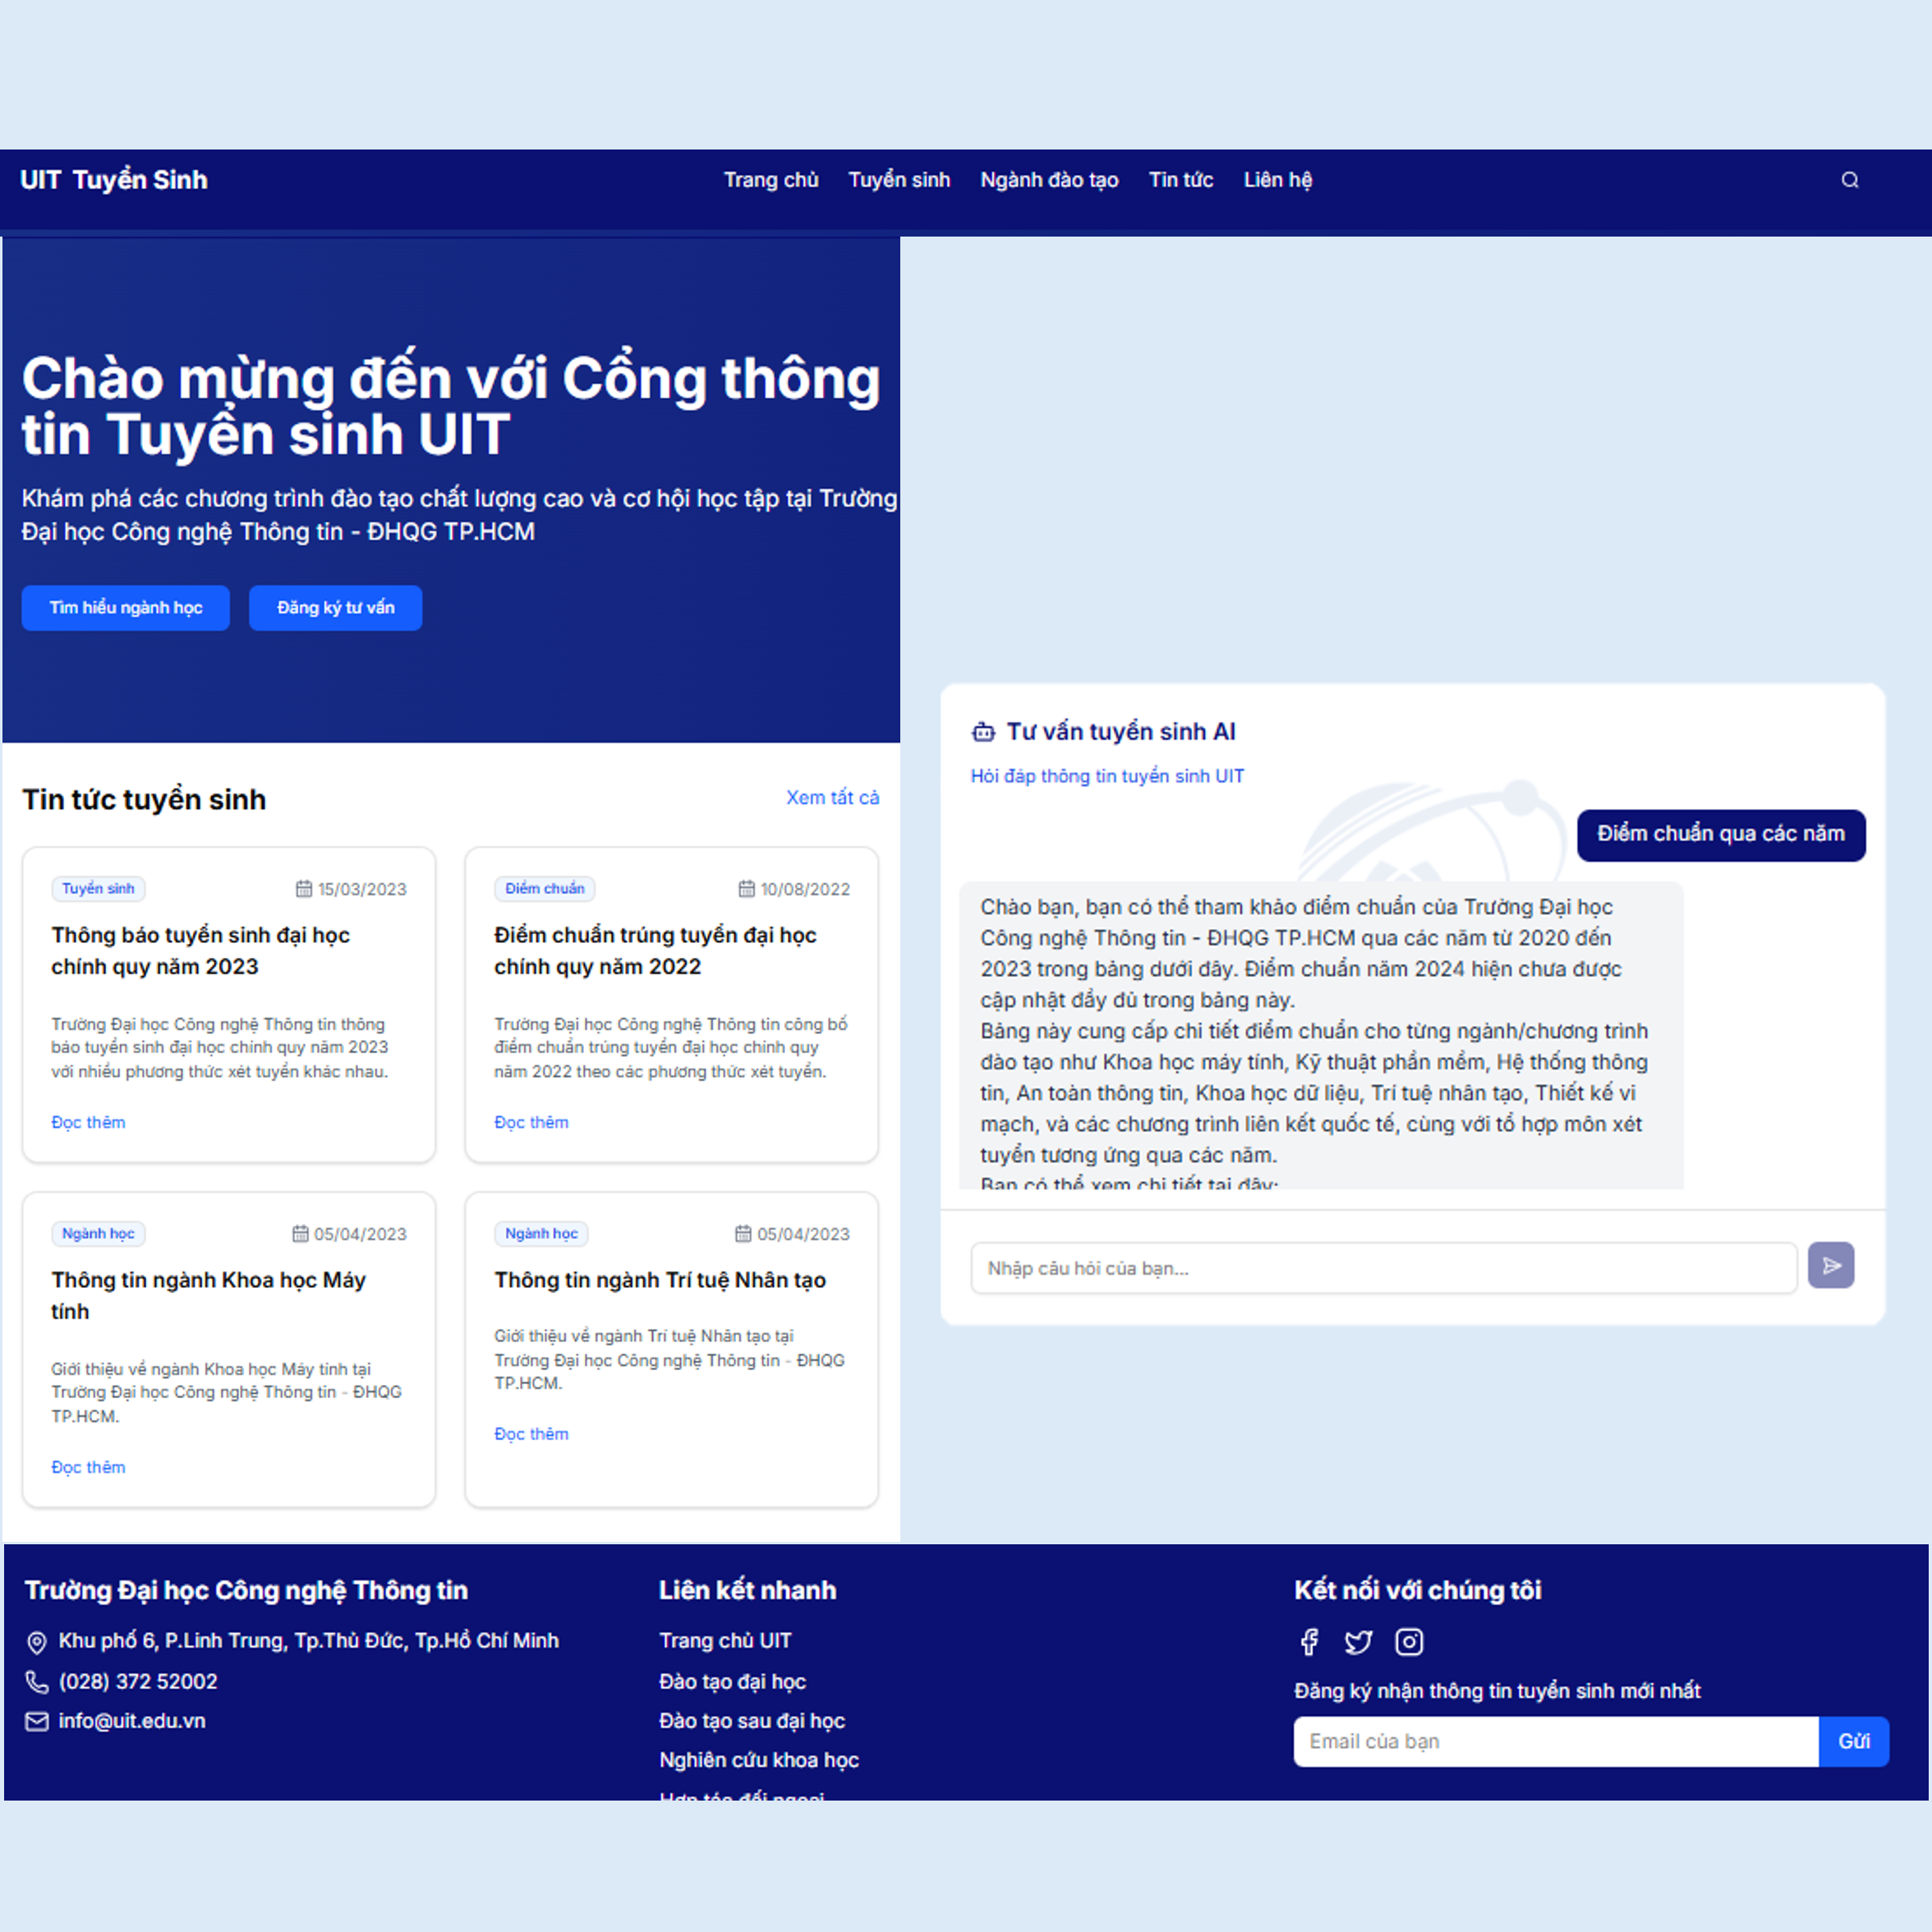 UIT Tuyển Sinh
Trang chủ
Tuyển sinh
Ngành đào tạo
Tin tức
Liên hệ
Chào mừng đến với Cổng thông
tin Tuyển sinh UIT
Khám phá các chương trình đào tạo chất lượng cao và cơ hội học tập tại Trường
Đại học Công nghệ Thông tin - ĐHQG TP.HCM
Tìm hiểu ngành học
Đăng ký tư vấn
Tin tức tuyển sinh
Xem tất cả
Tuyển sinh
15/03/2023
Thông báo tuyển sinh đại học
chính quy năm 2023
Trường Đại học Công nghệ Thông tin thông
báo tuyển sinh đại học chính quy năm 2023
với nhiều phương thức xét tuyển khác nhau.
Đọc thêm
Điểm chuẩn
10/08/2022
Điểm chuẩn trúng tuyển đại học
chính quy năm 2022
Trường Đại học Công nghệ Thông tin công bố
điểm chuẩn trúng tuyển đại học chính quy
năm 2022 theo các phương thức xét tuyển.
Đọc thêm
Ngành học
05/04/2023
Thông tin ngành Khoa học Máy
tính
Giới thiệu về ngành Khoa học Máy tính tại
Trường Đại học Công nghệ Thông tin - ĐHQG
TP.HCM.
Đọc thêm
Ngành học
05/04/2023
Thông tin ngành Trí tuệ Nhân tạo
Giới thiệu về ngành Trí tuệ Nhân tạo tại
Trường Đại học Công nghệ Thông tin - ĐHQG
TP.HCM.
Đọc thêm
Tư vấn tuyển sinh AI
Hỏi đáp thông tin tuyển sinh UIT
Điểm chuẩn qua các năm
Chào bạn, bạn có thể tham khảo điểm chuẩn của Trường Đại học
Công nghệ Thông tin - ĐHQG TP.HCM qua các năm từ 2020 đến
2023 trong bảng dưới đây. Điểm chuẩn năm 2024 hiện chưa được
cập nhật đầy đủ trong bảng này.
Bảng này cung cấp chi tiết điểm chuẩn cho từng ngành/chương trình
đào tạo như Khoa học máy tính, Kỹ thuật phần mềm, Hệ thống thông
tin, An toàn thông tin, Khoa học dữ liệu, Trí tuệ nhân tạo, Thiết kế vi
mạch, và các chương trình liên kết quốc tế, cùng với tổ hợp môn xét
tuyển tương ứng qua các năm.
Bạn có thể xem chi tiết tại đây:
Nhập câu hỏi của bạn...
Trường Đại học Công nghệ Thông tin
Khu phố 6, P.Linh Trung, Tp.Thủ Đức, Tp.Hồ Chí Minh
(028) 372 52002
info@uit.edu.vn
Liên kết nhanh
Trang chủ UIT
Đào tạo đại học
Đào tạo sau đại học
Nghiên cứu khoa học
Hợp tác đối ngoại
Kết nối với chúng tôi
Đăng ký nhận thông tin tuyển sinh mới nhất
Email của bạn
Gửi